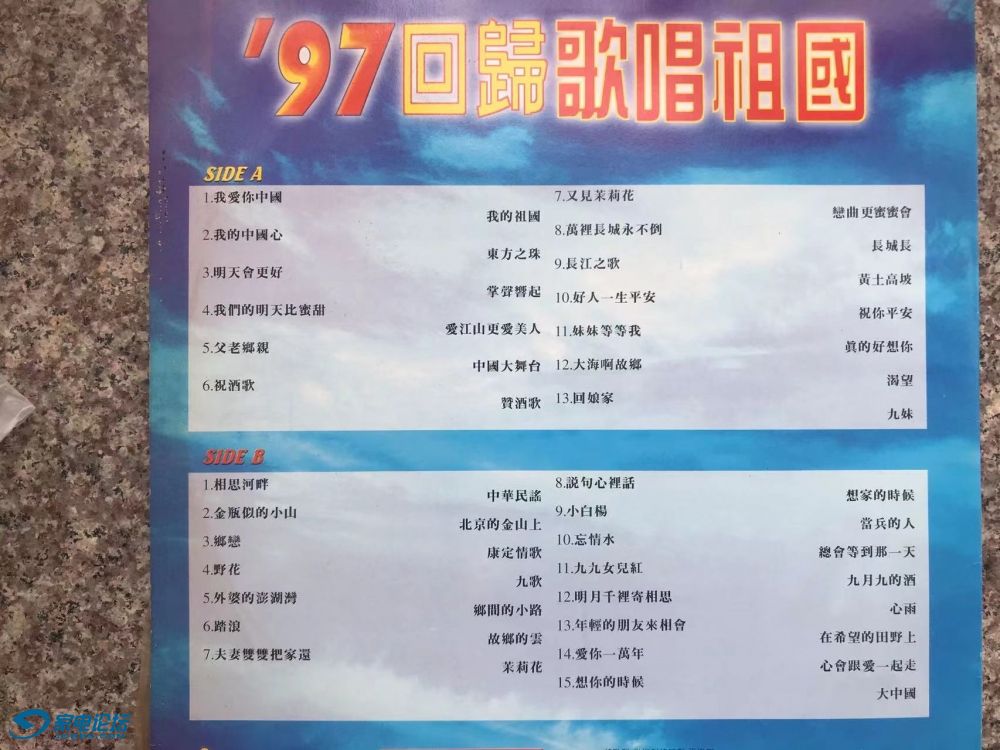 '97回歸歌唱祖國
SIDE A
1.我愛你中國
我的祖國
2.我的中國心
東方之珠
3.明天會更好
掌聲響起
4.我們的明天比蜜甜
愛江山更愛美人
5.父老鄉親
中國大舞台
6.祝酒歌
贊酒歌
7.又見茉莉花
戀曲更蜜蜜會
8.萬裡長城永不倒
長城長
9.長江之歌
黃土高坡
10.好人一生平安
祝你平安
11.妹妹等等我
眞的好想你
12.大海啊故鄉
渴望
13.回娘家
九妹
SIDE B
1.相思河畔
中華民謠
2.金瓶似的小山
北京的金山上
3.鄉戀
康定情歌
4.野花
九歌
5.外婆的澎湖灣
鄉間的小路
6.踏浪
故鄉的雲
7.夫妻雙雙把家還
茉莉花
8.説句心裡話
想家的時候
9.小白楊
當兵的人
10.忘情水
總會等到那一天
11.九九女兒紅
九月九的酒
12.明月千裡寄相思
心雨
13.年輕的朋友來相會
在希望的田野上
14.愛你一萬年
心會跟愛一起走
15.想你的時候
大中國
家电论坛